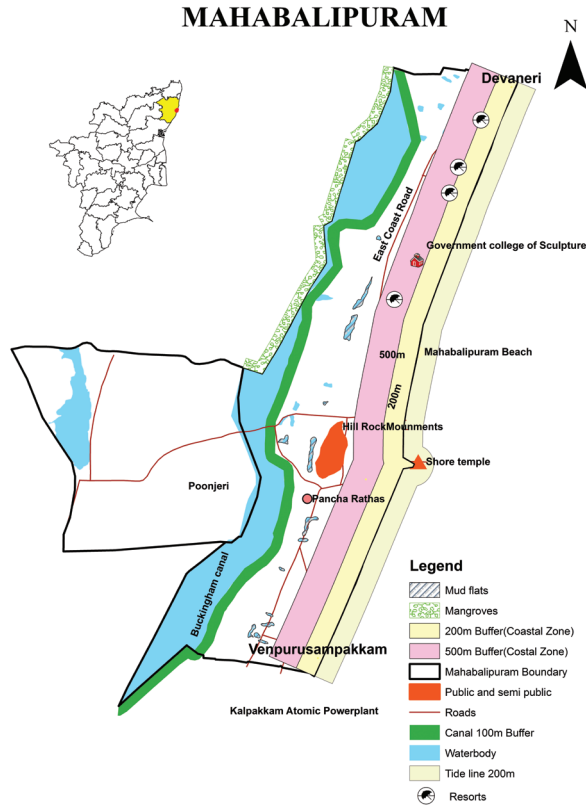 MAHABALIPURAM
N
Devaneri
East Coast Road
Government college of Sculpture
500m
Mahabalipuram Beach
200m
Hill RockMounments
Shore temple
Poonjeri
Pancha Rathas
Buckingham canal
Venpurusampakkam
Kalpakkam Atomic Powerplant
Legend
Mud flats
Mangroves
200m Buffer(Coastal Zone)
500m Buffer(Costal Zone)
Mahabalipuram Boundary
Public and semi public
Roads
Canal 100m Buffer
Waterbody
Tide line 200m
Resorts